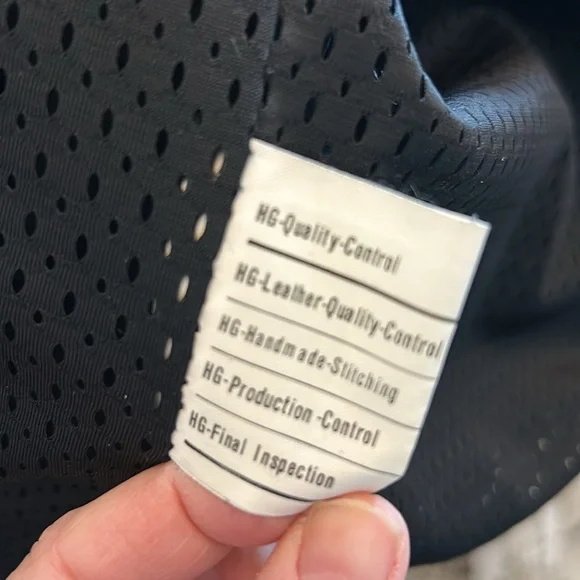 HG-Quality-Control
HG-Leather-Quality-Control
HG-Handmade-Stitching
HG-Production -Control
HG-Final Inspection